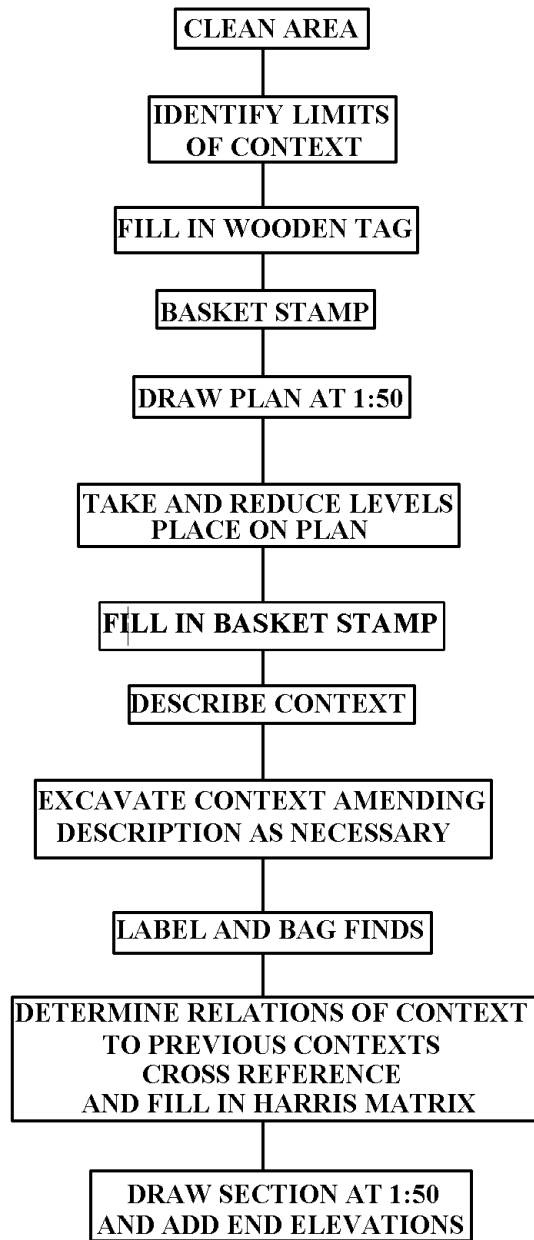 CLEAN AREA
IDENTIFY LIMITS
OF CONTEXT
FILL IN WOODEN TAG
BASKET STAMP
DRAW PLAN AT 1:50
TAKE AND REDUCE LEVELS
PLACE ON PLAN
FILL IN BASKET STAMP
DESCRIBE CONTEXT
EXCAVATE CONTEXT AMENDING
DESCRIPTION AS NECESSARY
LABEL AND BAG FINDS
DETERMINE RELATIONS OF CONTEXT
TO PREVIOUS CONTEXTS
CROSS REFERENCE
AND FILL IN HARRIS MATRIX
DRAW SECTION AT 1:50
AND ADD END ELEVATIONS